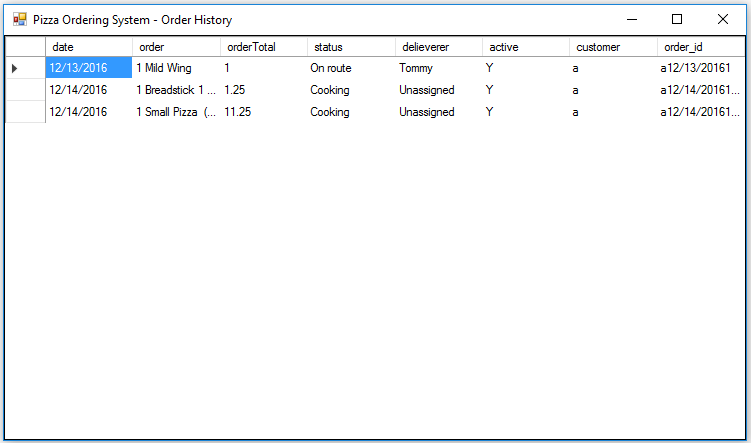 Pizza Ordering System - Order History
date order orderTotal status delieverer active customer order_id
12/13/2016 1 Mild Wing 1 On route Tommy Y a a12/13/20161
12/14/2016 1 Breadstick 1 ... 1.25 Cooking Unassigned Y a a12/14/20161...
12/14/2016 1 Small Pizza (... 11.25 Cooking Unassigned Y a a12/14/20161...